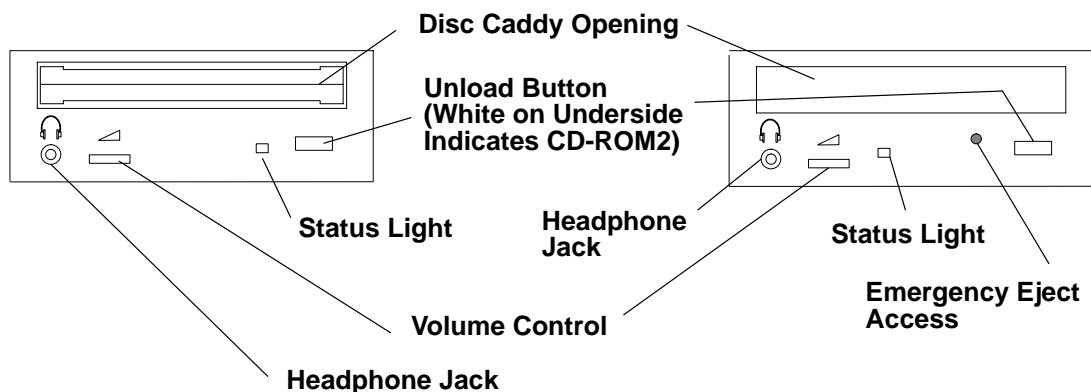 Disc Caddy Opening
Unload Button
(White on Underside
Indicates CD-ROM2)
Status Light
Headphone
Jack
Status Light
Emergency Eject
Access
Volume Control
Headphone Jack